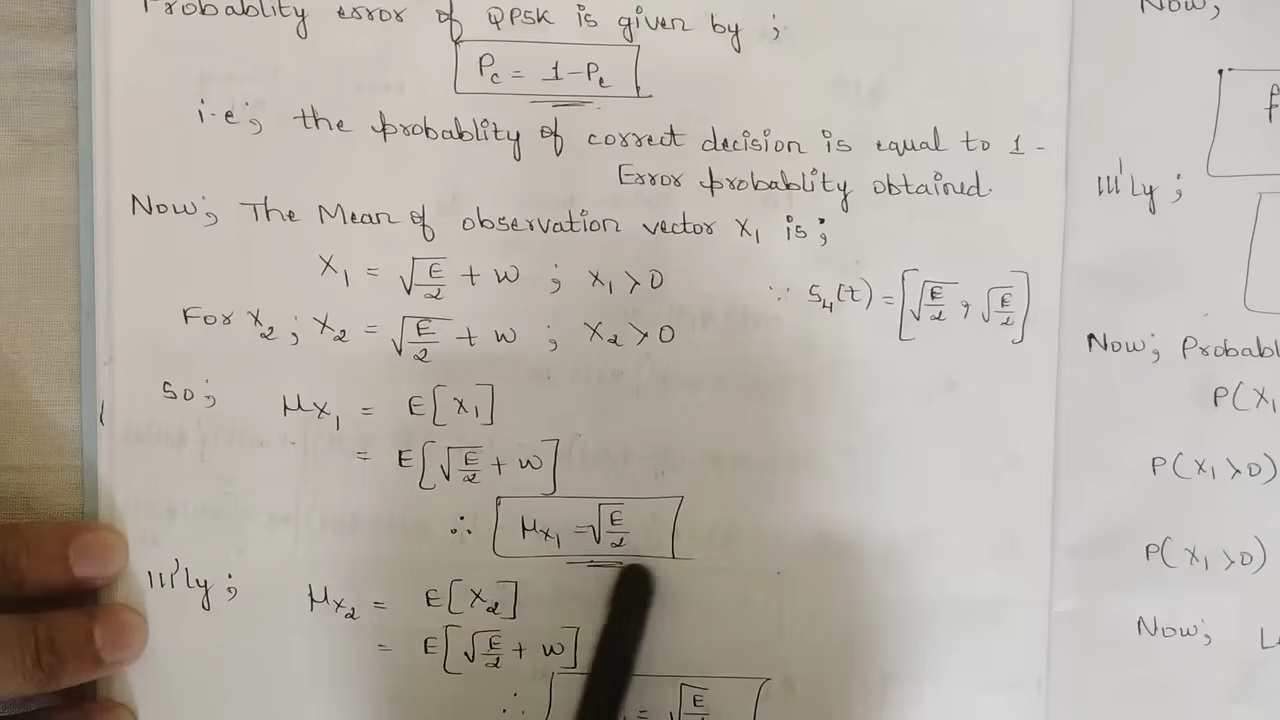 Probablity error of QPSK is given by ;
Pc = 1-Pe
i.e; the probablity of correct decision is equal to 1 -
Error probablity obtained.
Now; The Mean of observation vector X₁ is;
X₁ = √E/2 + w ; X₁ > 0
∵ S₄(t) = [√E/2 , √E/2]
For X₂ ; X₂ = √E/2 + w ; X₂ > 0
So; μX₁ = E[X₁]
= E[√E/2 + w]
∴ μX₁ = √E/2
lll'ly ; μX₂ = E[X₂]
= E[√E/2 + w]
∴ = √E
Now,
lll'ly ;
Now;
P(X₁
P(X₁ > 0)
P(X₁ > 0)
Now;